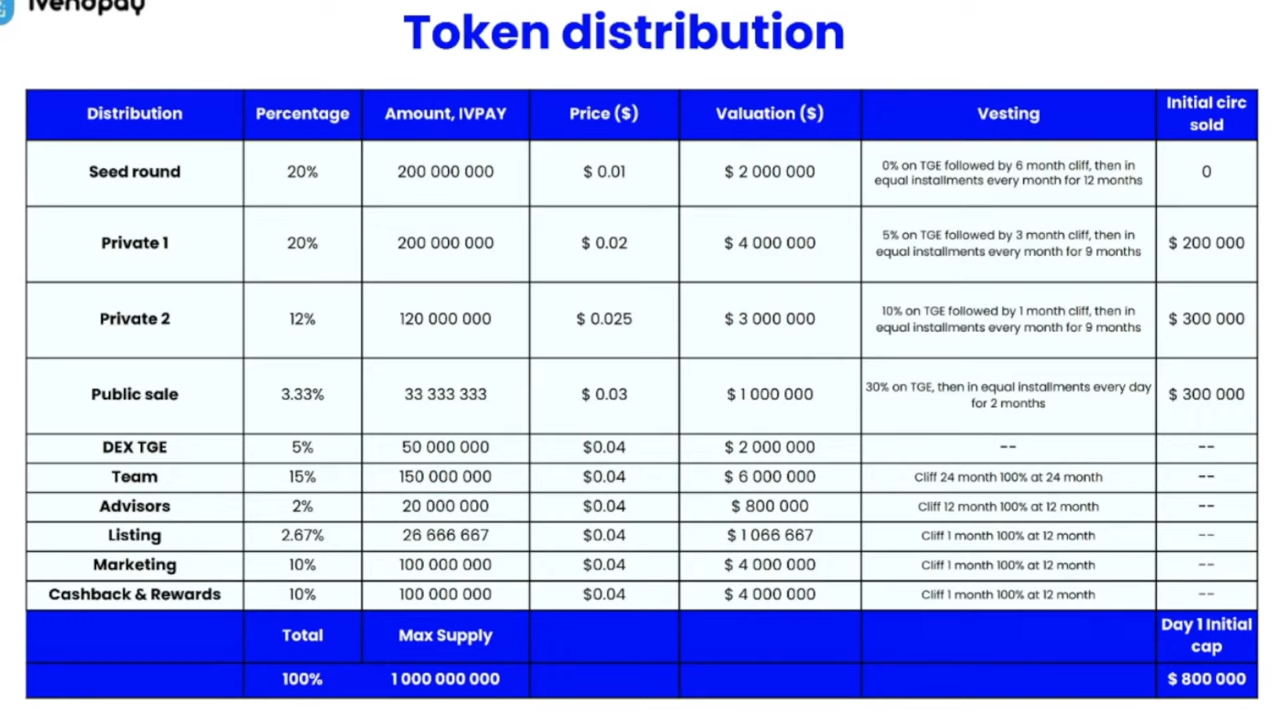 ivendpay
Token distribution
Distribution Percentage Amount, IVPAY Price ($) Valuation ($) Vesting Initial circ sold
Seed round 20% 200 000 000 $ 0.01 $ 2 000 000 0% on TGE followed by 6 month cliff, then in equal installments every month for 12 months 0
Private 1 20% 200 000 000 $ 0.02 $ 4 000 000 5% on TGE followed by 3 month cliff, then in equal installments every month for 9 months $ 200 000
Private 2 12% 120 000 000 $ 0.025 $ 3 000 000 10% on TGE followed by 1 month cliff, then in equal installments every month for 9 months $ 300 000
Public sale 3.33% 33 333 333 $ 0.03 $ 1 000 000 30% on TGE, then in equal installments every day for 2 months $ 300 000
DEX TGE 5% 50 000 000 $0.04 $ 2 000 000 -- --
Team 15% 150 000 000 $0.04 $ 6 000 000 Cliff 24 month 100% at 24 month --
Advisors 2% 20 000 000 $0.04 $ 800 000 Cliff 12 month 100% at 12 month --
Listing 2.67% 26 666 667 $0.04 $ 1 066 667 Cliff 1 month 100% at 12 month --
Marketing 10% 100 000 000 $0.04 $ 4 000 000 Cliff 1 month 100% at 12 month --
Cashback & Rewards 10% 100 000 000 $0.04 $ 4 000 000 Cliff 1 month 100% at 12 month --
Total Max Supply Day 1 Initial cap
100% 1 000 000 000 $ 800 000